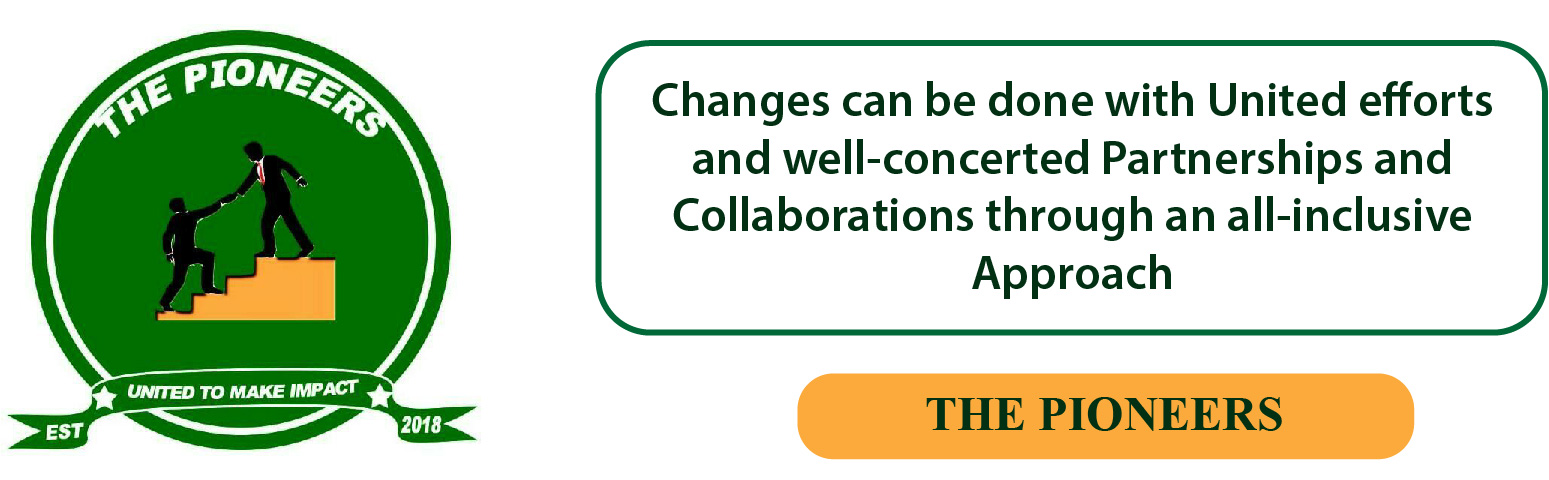 THE PIONEERS
UNITED TO MAKE IMPACT
EST
2018
Changes can be done with United efforts
and well-concerted Partnerships and
Collaborations through an all-inclusive
Approach
THE PIONEERS